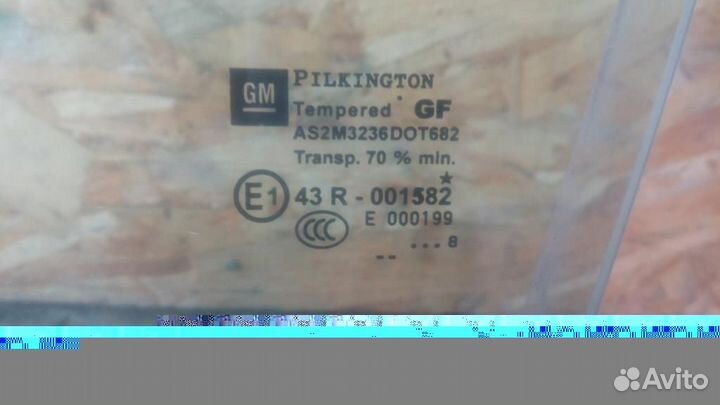 GM PILKINGTON
Tempered GF
AS2M3236DOT682
Transp. 70 % min.
E1 43 R - 001582
CCC E 000199
... 8
--
Avito